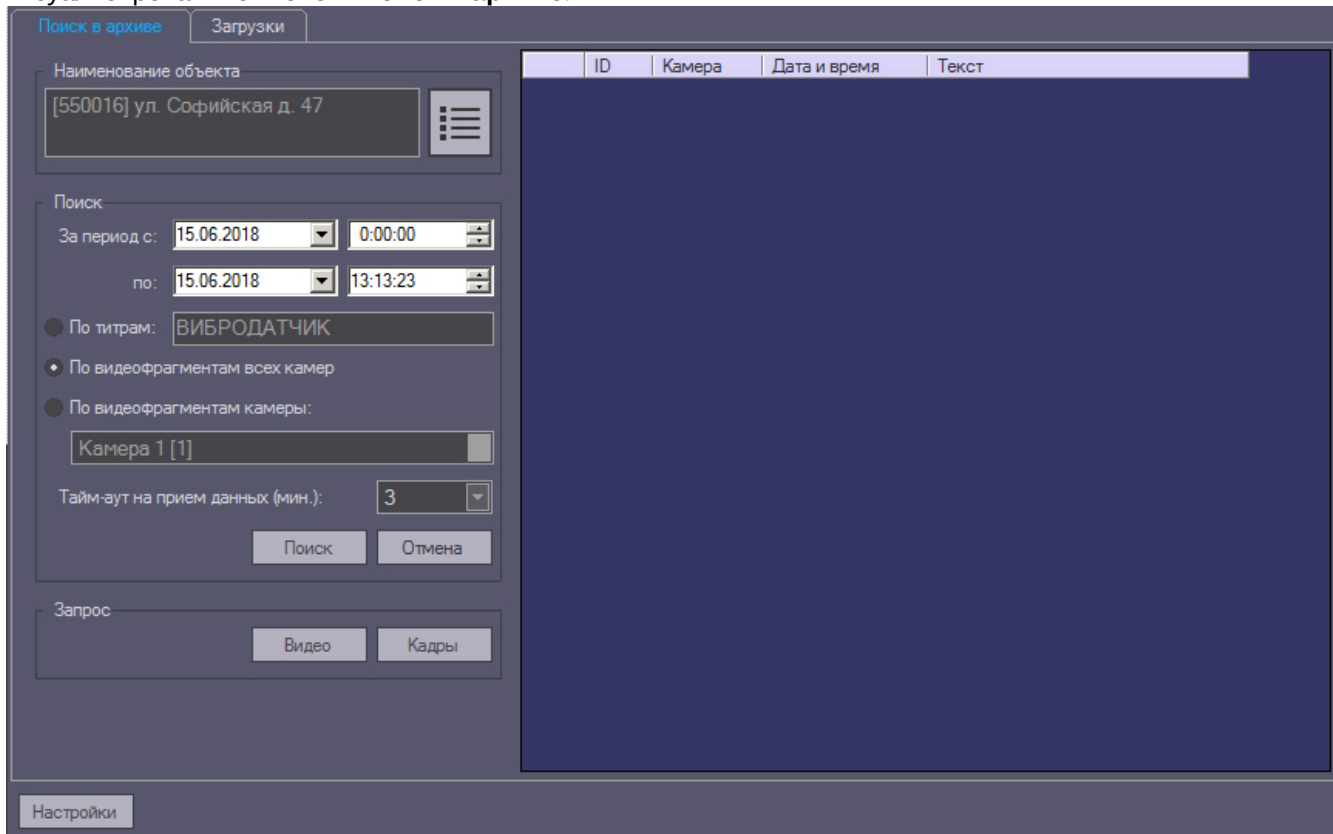 Поиск в архиве
Загрузки
Наименование объекта
[550016] ул. Софийская д. 47
Поиск
За период с: 15.06.2018 0:00:00
по: 15.06.2018 13:13:23
По титрам: ВИБРОДАТЧИК
По видеофрагментам всех камер
По видеофрагментам камеры:
Камера 1 [1]
Тайм-аут на прием данных (мин.): 3
Поиск Отмена
Запрос
Видео Кадры
ID Камера Дата и время Текст
Настройки